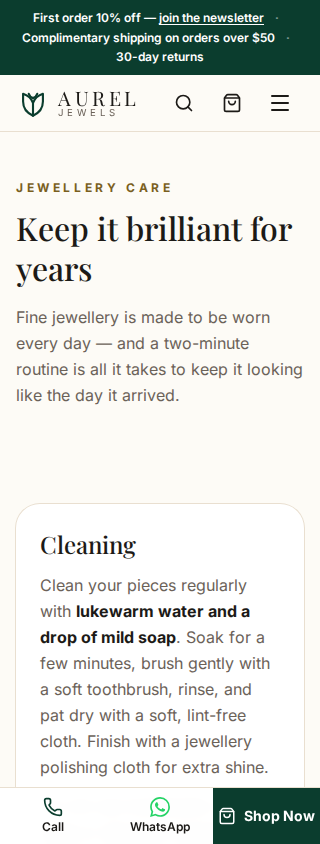 First order 10% off — join the newsletter ·
Complimentary shipping on orders over $50 ·
30-day returns
AUREL
JEWELS
JEWELLERY CARE
Keep it brilliant for
years
Fine jewellery is made to be worn
every day — and a two-minute
routine is all it takes to keep it looking
like the day it arrived.
Cleaning
Clean your pieces regularly
with lukewarm water and a
drop of mild soap. Soak for a
few minutes, brush gently with
a soft toothbrush, rinse, and
pat dry with a soft, lint-free
cloth. Finish with a jewellery
polishing cloth for extra shine.
Call
WhatsApp
Shop Now